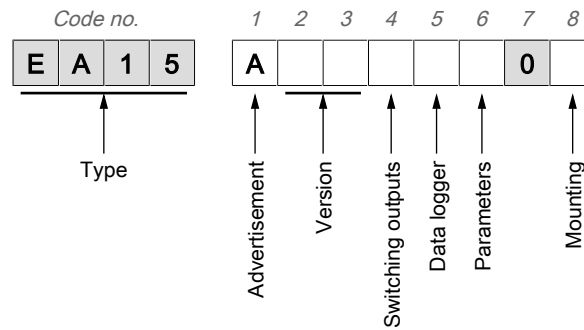 Code no. 1 2 3 4 5 6 7 8
E A 1 5 A 0
Type
Advertisement
Version
Switching outputs
Data logger
Parameters
Mounting